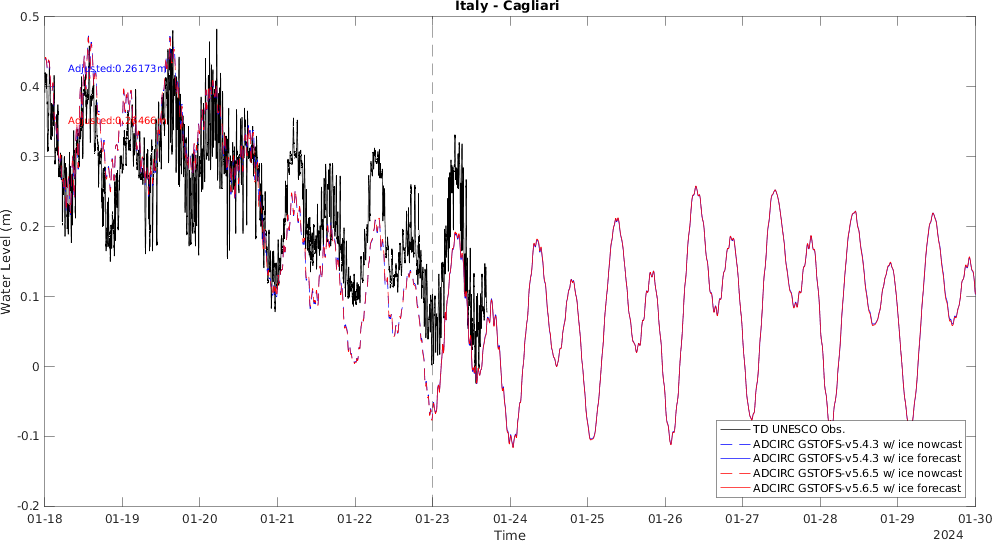 Italy - Cagliari
0.5
0.4
0.3
0.2
0.1
0
-0.1
-0.2
Water Level (m)
Adjusted:0.26173m
TD UNESCO Obs.
ADCIRC GSTOFS-v5.4.3 w/ ice nowcast
ADCIRC GSTOFS-v5.4.3 w/ ice forecast
ADCIRC GSTOFS-v5.6.5 w/ ice nowcast
ADCIRC GSTOFS-v5.6.5 w/ ice forecast
01-18 01-19 01-20 01-21 01-22 01-23 01-24 01-25 01-26 01-27 01-28 01-29 01-30
Time
2024